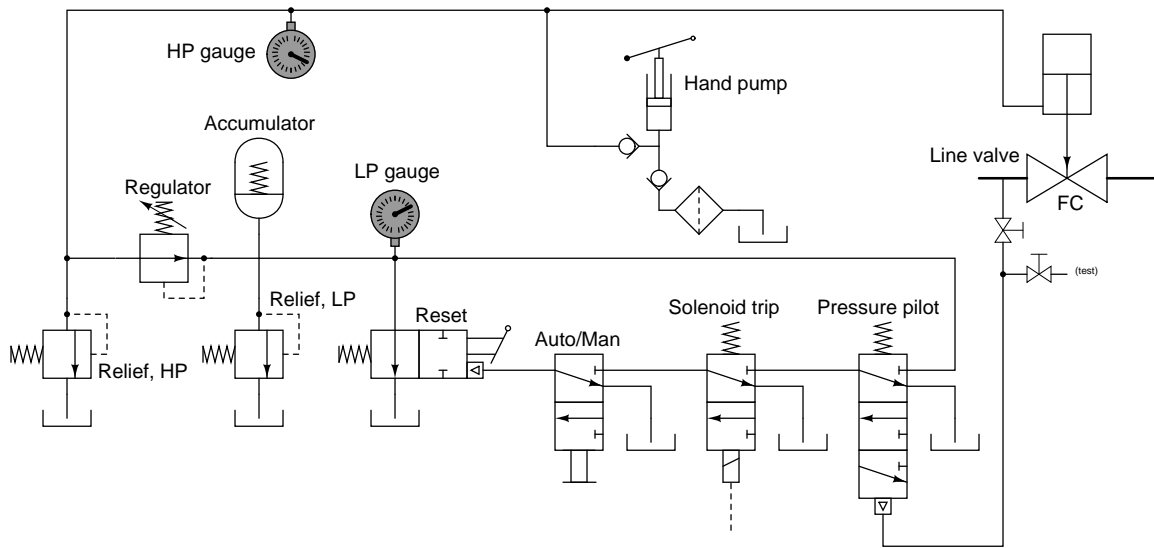 HP gauge
Hand pump
Accumulator
Line valve
LP gauge
Regulator
FC
(test)
Relief, LP
Solenoid trip
Pressure pilot
Reset
Auto/Man
Relief, HP